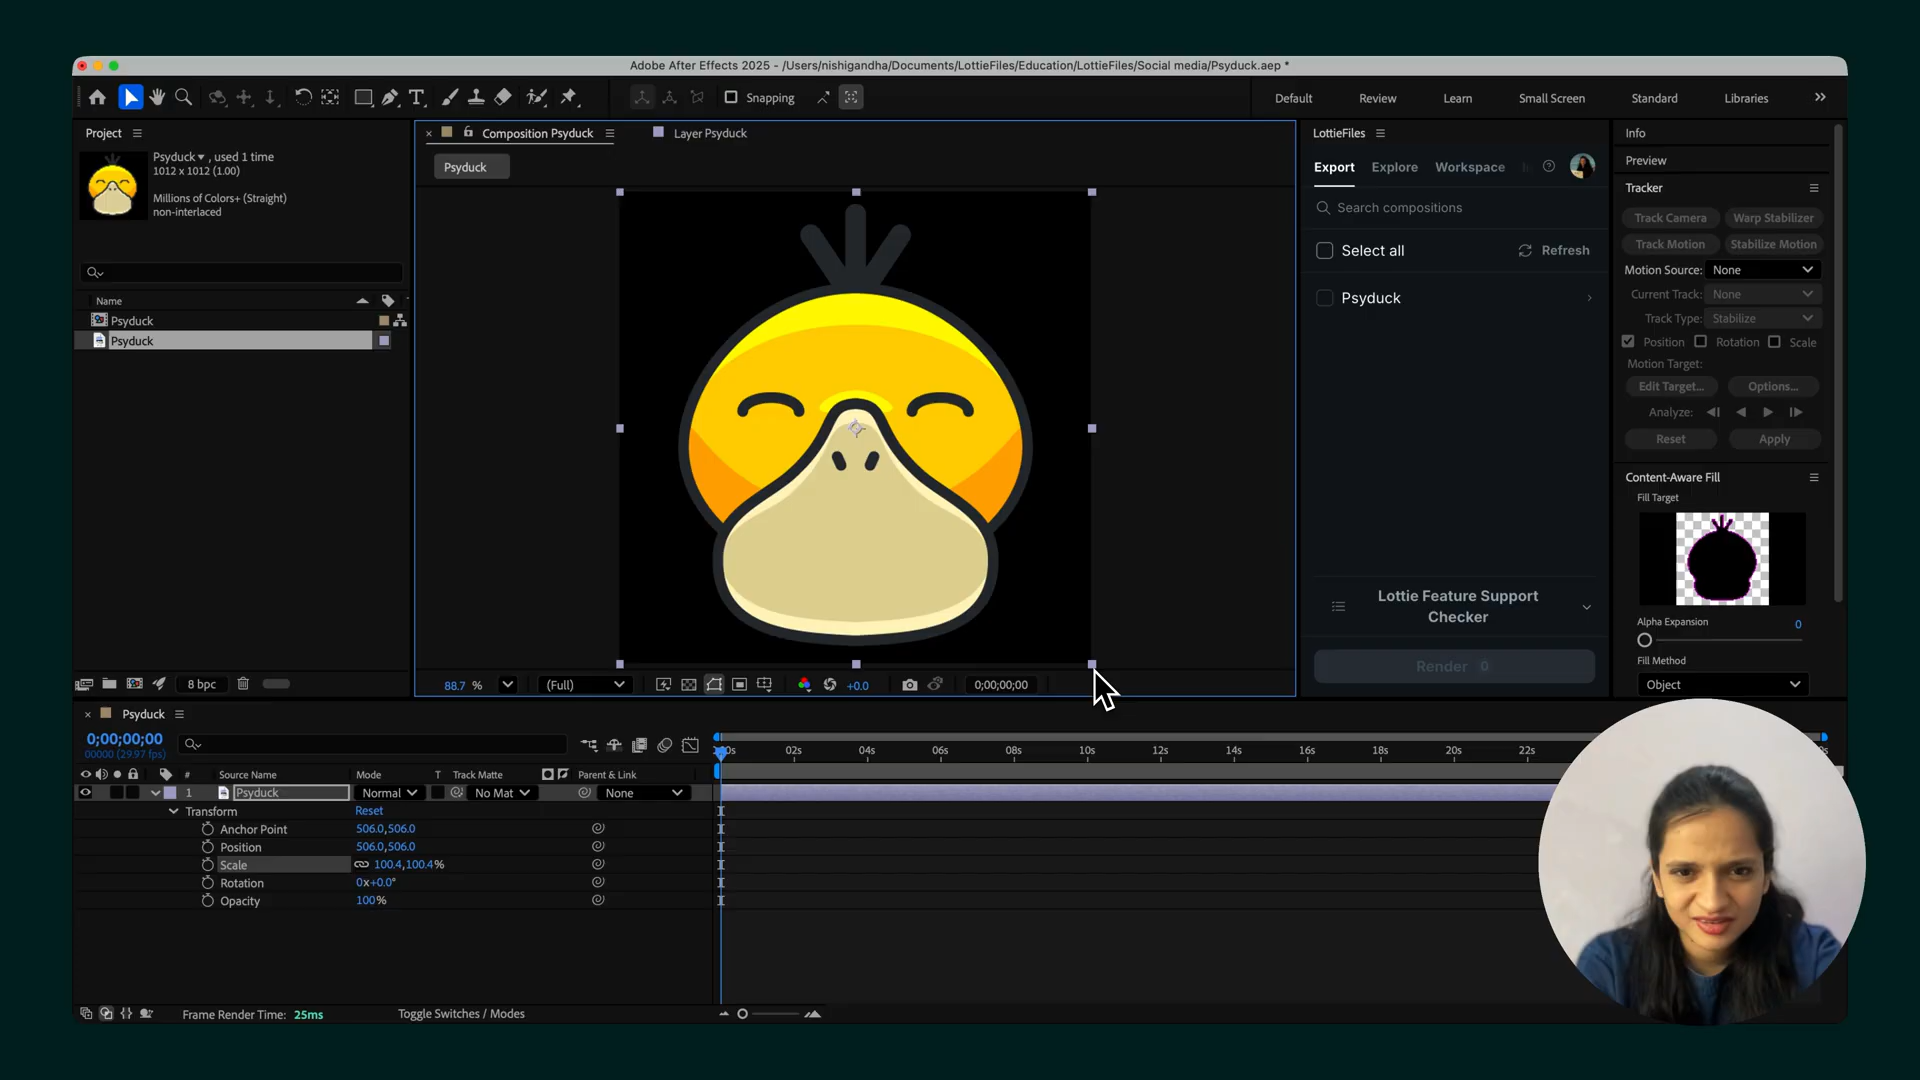 Adobe After Effects 2025 - /Users/nishigandha/Documents/LottieFiles/Education/LottieFiles/Social media/Psyduck.aep *
Snapping
Default
Review
Learn
Small Screen
Standard
Libraries
Project
Psyduck , used 1 time
1012 x 1012 (1.00)
Millions of Colors+ (Straight)
non-interlaced
Name
Psyduck
Psyduck
8 bpc
Composition Psyduck
Layer Psyduck
Psyduck
88.7 %
(Full)
+0.0
0;00;00;00
LottieFiles
Export
Explore
Workspace
Search compositions
Select all
Refresh
Psyduck
Lottie Feature Support
Checker
Render 0
Info
Preview
Tracker
Track Camera
Warp Stabilizer
Track Motion
Stabilize Motion
Motion Source: None
Current Track: None
Track Type: Stabilize
Position
Rotation
Scale
Motion Target:
Edit Target...
Options...
Analyze:
Reset
Apply
Content-Aware Fill
Fill Target
Alpha Expansion
0
Fill Method
Object
Psyduck
0;00;00;00
00000 (29.97 fps)
02s 04s 06s 08s 10s 12s 14s 16s 18s 20s 22s
# Source Name Mode T Track Matte Parent & Link
1 Psyduck Normal No Mat None
Transform Reset
Anchor Point 506.0,506.0
Position 506.0,506.0
Scale 100.4,100.4%
Rotation 0x+0.0°
Opacity 100%
Frame Render Time: 25ms
Toggle Switches / Modes